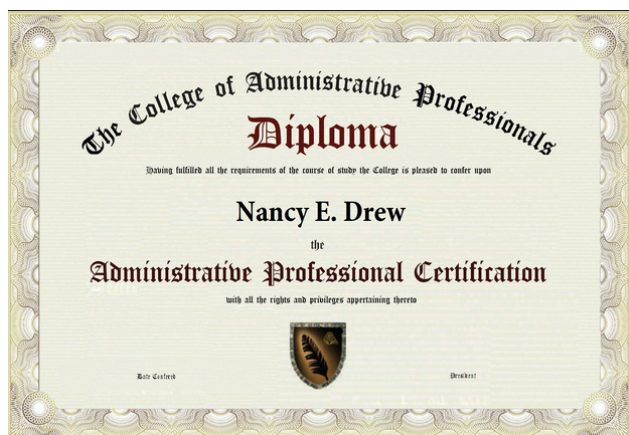 The College of Administrative Professionals
Diploma
Having fulfilled all the requirements of the course of study the College is pleased to confer upon
Nancy E. Drew
the
Administrative Professional Certification
with all the rights and privileges appertaining thereto
Date Confered
President